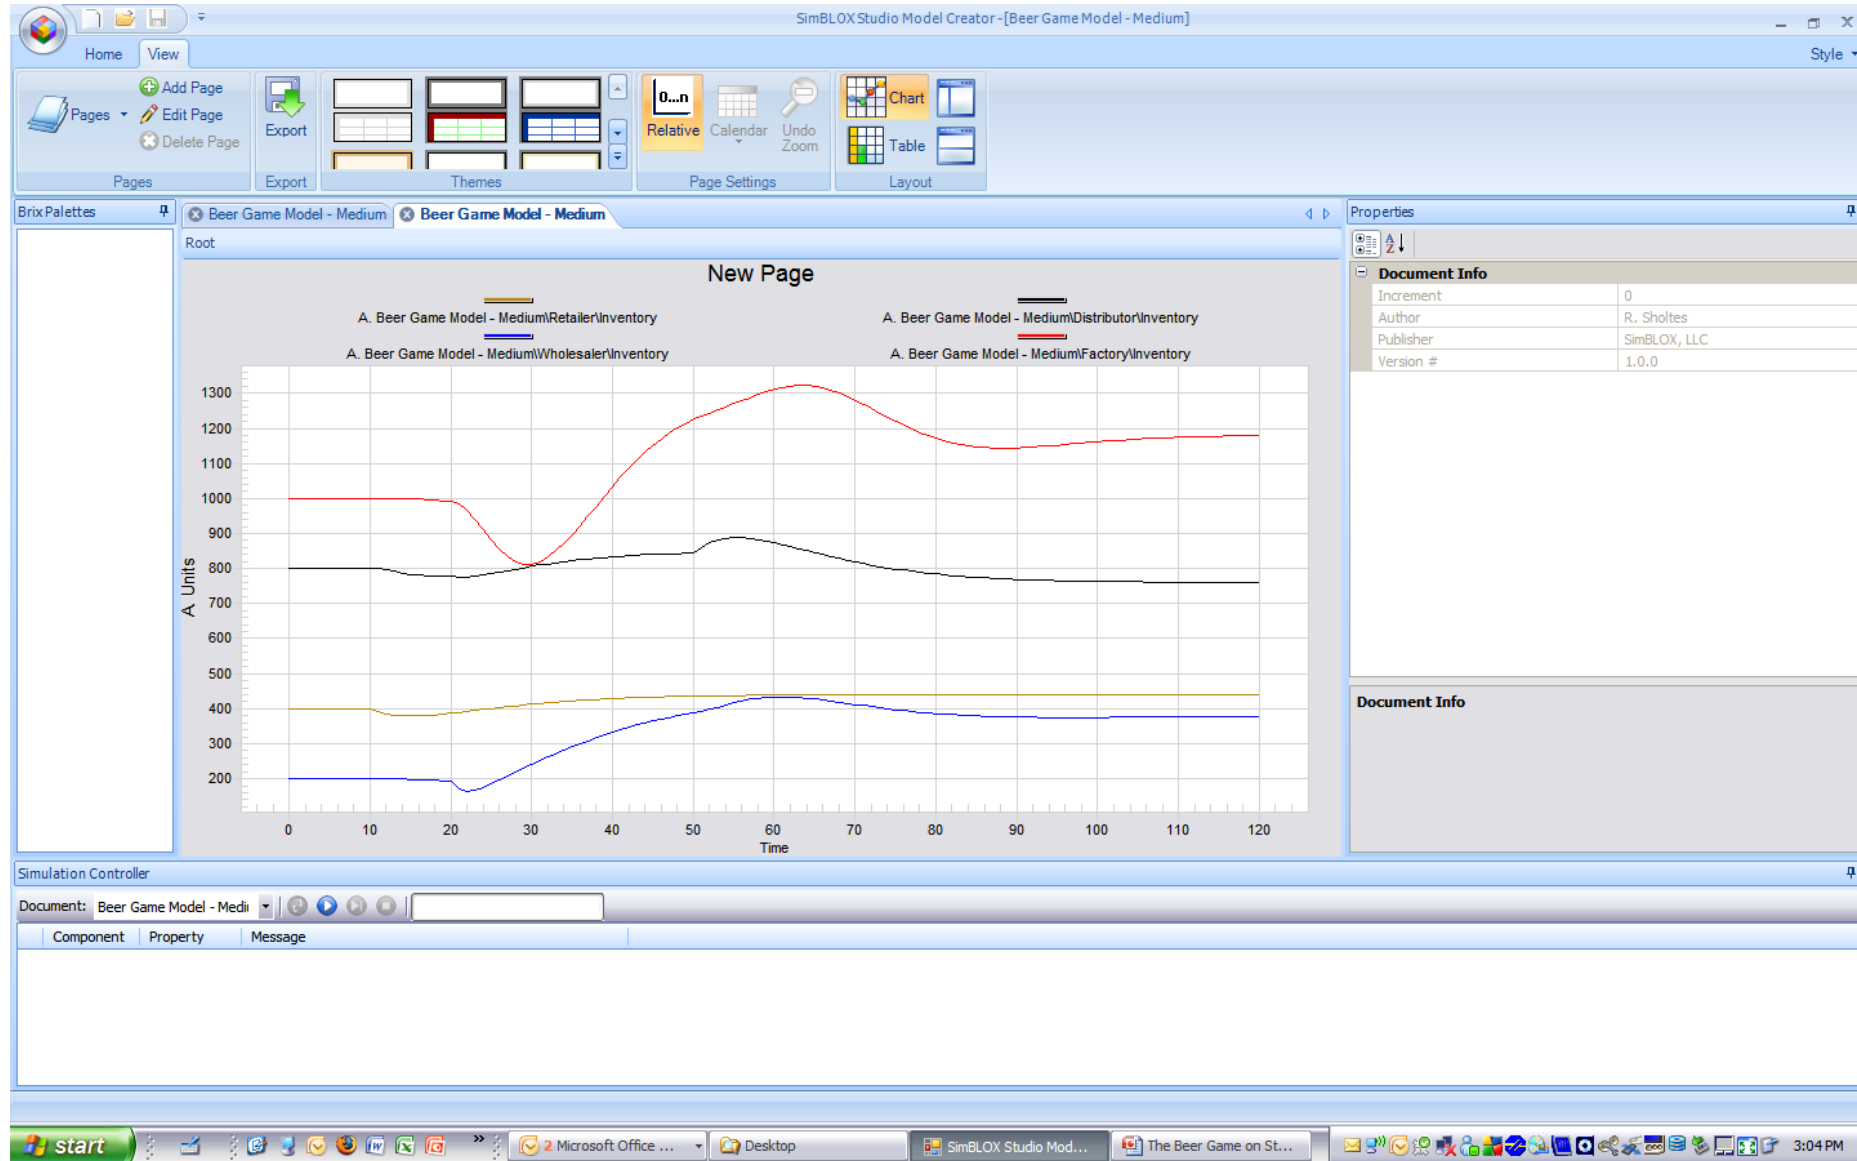 SimBLOX Studio Model Creator - [Beer Game Model - Medium]
Home View Style
Pages
Add Page
Edit Page
Delete Page
Export
0...n
Relative
Calendar
Undo Zoom
Chart
Table
Pages Export Themes Page Settings Layout
Brix Palettes
Beer Game Model - Medium
Beer Game Model - Medium
Root
New Page
A. Beer Game Model - Medium\Retailer\Inventory
A. Beer Game Model - Medium\Distributor\Inventory
A. Beer Game Model - Medium\Wholesaler\Inventory
A. Beer Game Model - Medium\Factory\Inventory
A Units
1300
1200
1100
1000
900
800
700
600
500
400
300
200
0 10 20 30 40 50 60 70 80 90 100 110 120
Time
Properties
Document Info
Increment 0
Author R. Sholtes
Publisher SimBLOX, LLC
Version # 1.0.0
Document Info
Simulation Controller
Document: Beer Game Model - Medi
Component Property Message
start
2 Microsoft Office ...
Desktop
SimBLOX Studio Mod...
The Beer Game on St...
3:04 PM